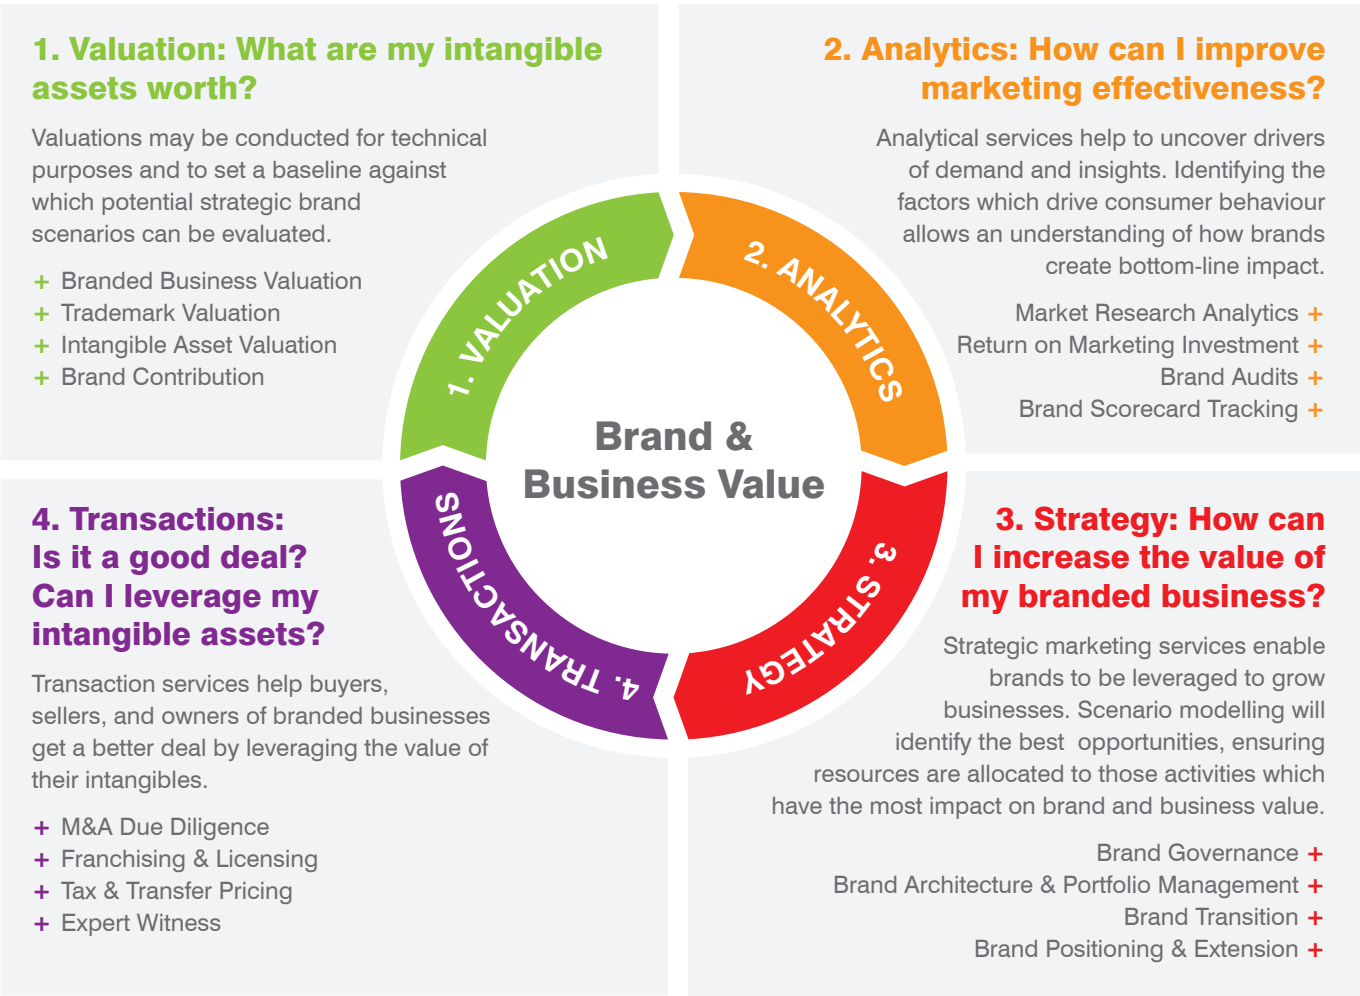 1. Valuation: What are my intangible
assets worth?
Valuations may be conducted for technical
purposes and to set a baseline against
which potential strategic brand
scenarios can be evaluated.
+ Branded Business Valuation
+ Trademark Valuation
+ Intangible Asset Valuation
+ Brand Contribution
2. Analytics: How can I improve
marketing effectiveness?
Analytical services help to uncover drivers
of demand and insights. Identifying the
factors which drive consumer behaviour
allows an understanding of how brands
create bottom-line impact.
Market Research Analytics +
Return on Marketing Investment +
Brand Audits +
Brand Scorecard Tracking +
1. VALUATION
2. ANALYTICS
Brand &
Business Value
3. STRATEGY
4. TRANSACTIONS
3. Strategy: How can
I increase the value of
my branded business?
Strategic marketing services enable
brands to be leveraged to grow
businesses. Scenario modelling will
identify the best  opportunities, ensuring
resources are allocated to those activities which
have the most impact on brand and business value.
Brand Governance +
Brand Architecture & Portfolio Management +
Brand Transition +
Brand Positioning & Extension +
4. Transactions:
Is it a good deal?
Can I leverage my
intangible assets?
Transaction services help buyers,
sellers, and owners of branded businesses
get a better deal by leveraging the value of
their intangibles.
+ M&A Due Diligence
+ Franchising & Licensing
+ Tax & Transfer Pricing
+ Expert Witness